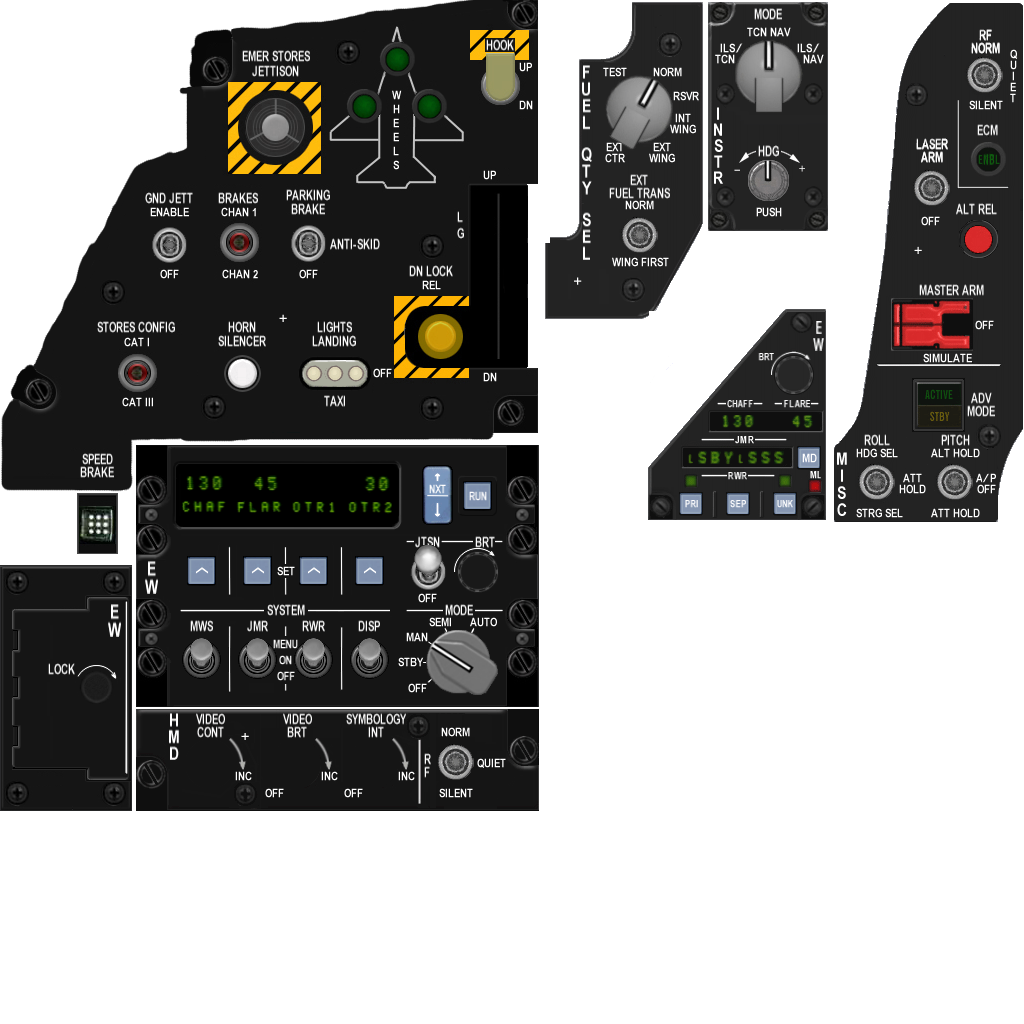 EMER STORES
JETTISON
WHEELS
HOOK
UP
DN
UP
LG
GND JETT
ENABLE
OFF
BRAKES
CHAN 1
CHAN 2
PARKING
BRAKE
ANTI-SKID
OFF
DN LOCK
REL
STORES CONFIG
CAT I
CAT III
HORN
SILENCER
LIGHTS
LANDING
OFF
TAXI
DN
SPEED
BRAKE
FUEL QTY SEL
TEST
NORM
RSVR
INT
WING
EXT
WING
EXT
CTR
EXT
FUEL TRANS
NORM
WING FIRST
+
MODE
TCN NAV
ILS/
TCN
ILS/
NAV
INSTR
HDG
- +
PUSH
RF
NORM
QUIET
SILENT
ECM
ENBL
LASER
ARM
OFF
ALT REL
+
MASTER ARM
OFF
SIMULATE
ACTIVE
STBY
ADV
MODE
MISC
ROLL
HDG SEL
ATT
HOLD
STRG SEL
PITCH
ALT HOLD
A/P
OFF
ATT HOLD
EW
BRT
CHAFF FLARE
130 45
JMR
LSBYLSSS
MD
RWR
ML
PRI SEP UNK
130 45 30
CHAF FLAR OTR1 OTR2
NXT
RUN
EW
SET
JTSN
OFF
BRT
SYSTEM
MWS JMR RWR DISP
MENU
ON
OFF
MODE
SEMI
AUTO
MAN
STBY
OFF
EW
LOCK
HMD
VIDEO
CONT
+
INC
OFF
VIDEO
BRT
INC
OFF
SYMBOLOGY
INT
INC
RF
NORM
QUIET
SILENT